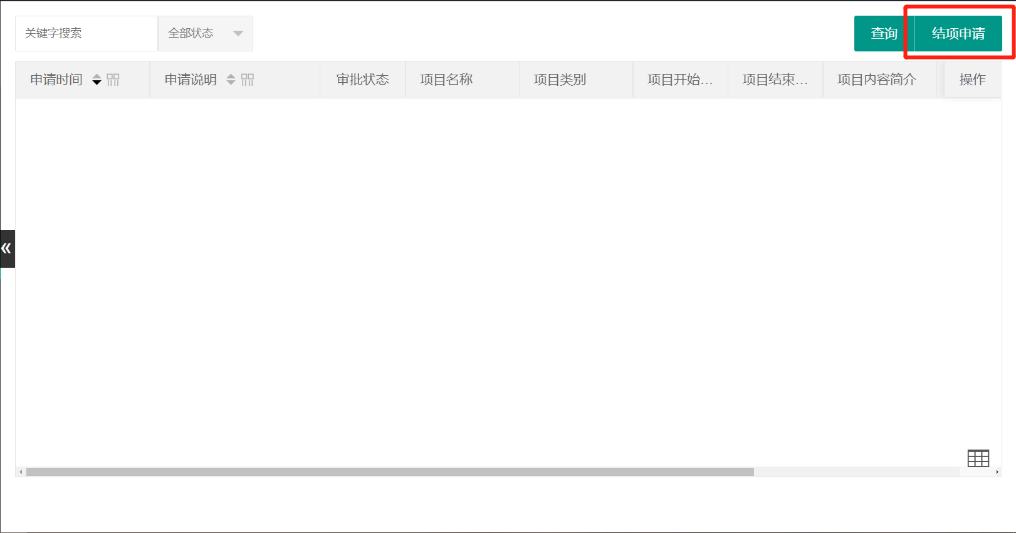 关键字搜索 全部状态 查询 结项申请
申请时间 申请说明 审批状态 项目名称 项目类别 项目开始... 项目结束... 项目内容简介 操作